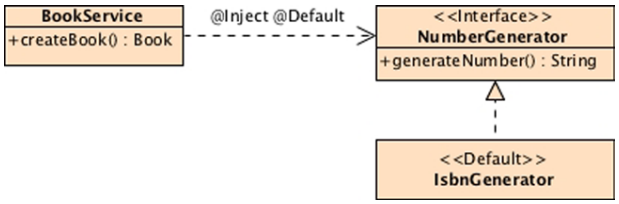 BookService
+createBook() : Book
@Inject @Default
<<Interface>>
NumberGenerator
+generateNumber() : String
<<Default>>
IsbnGenerator